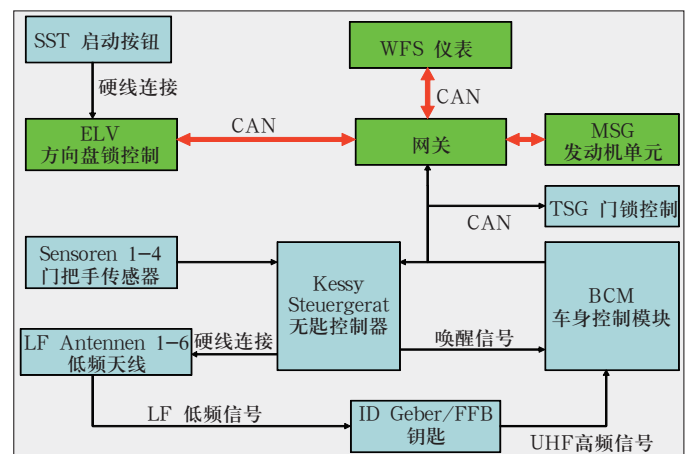 SST 启动按钮
WFS 仪表
硬线连接
CAN
ELV
方向盘锁控制
CAN
网关
MSG
发动机单元
CAN
TSG 门锁控制
Sensoren 1—4
门把手传感器
Kessy
Steuergerat
无匙控制器
BCM
车身控制模块
LF Antennen 1—6
低频天线
硬线连接
唤醒信号
LF 低频信号
ID Geber/FFB
钥匙
UHF高频信号